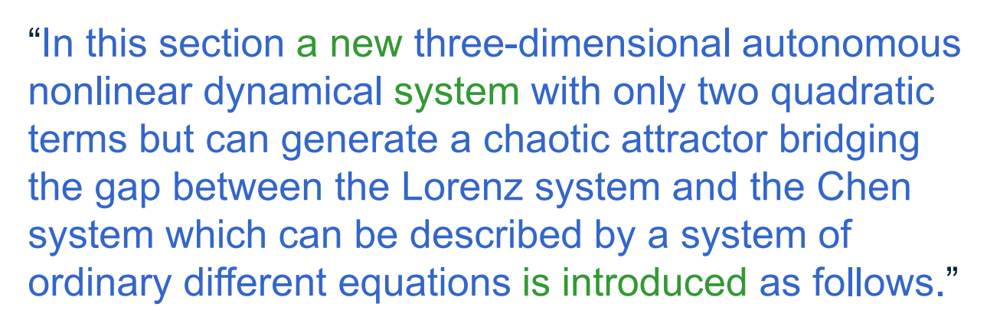 “In this section a new three-dimensional autonomous
nonlinear dynamical system with only two quadratic
terms but can generate a chaotic attractor bridging
the gap between the Lorenz system and the Chen
system which can be described by a system of
ordinary different equations is introduced as follows.”